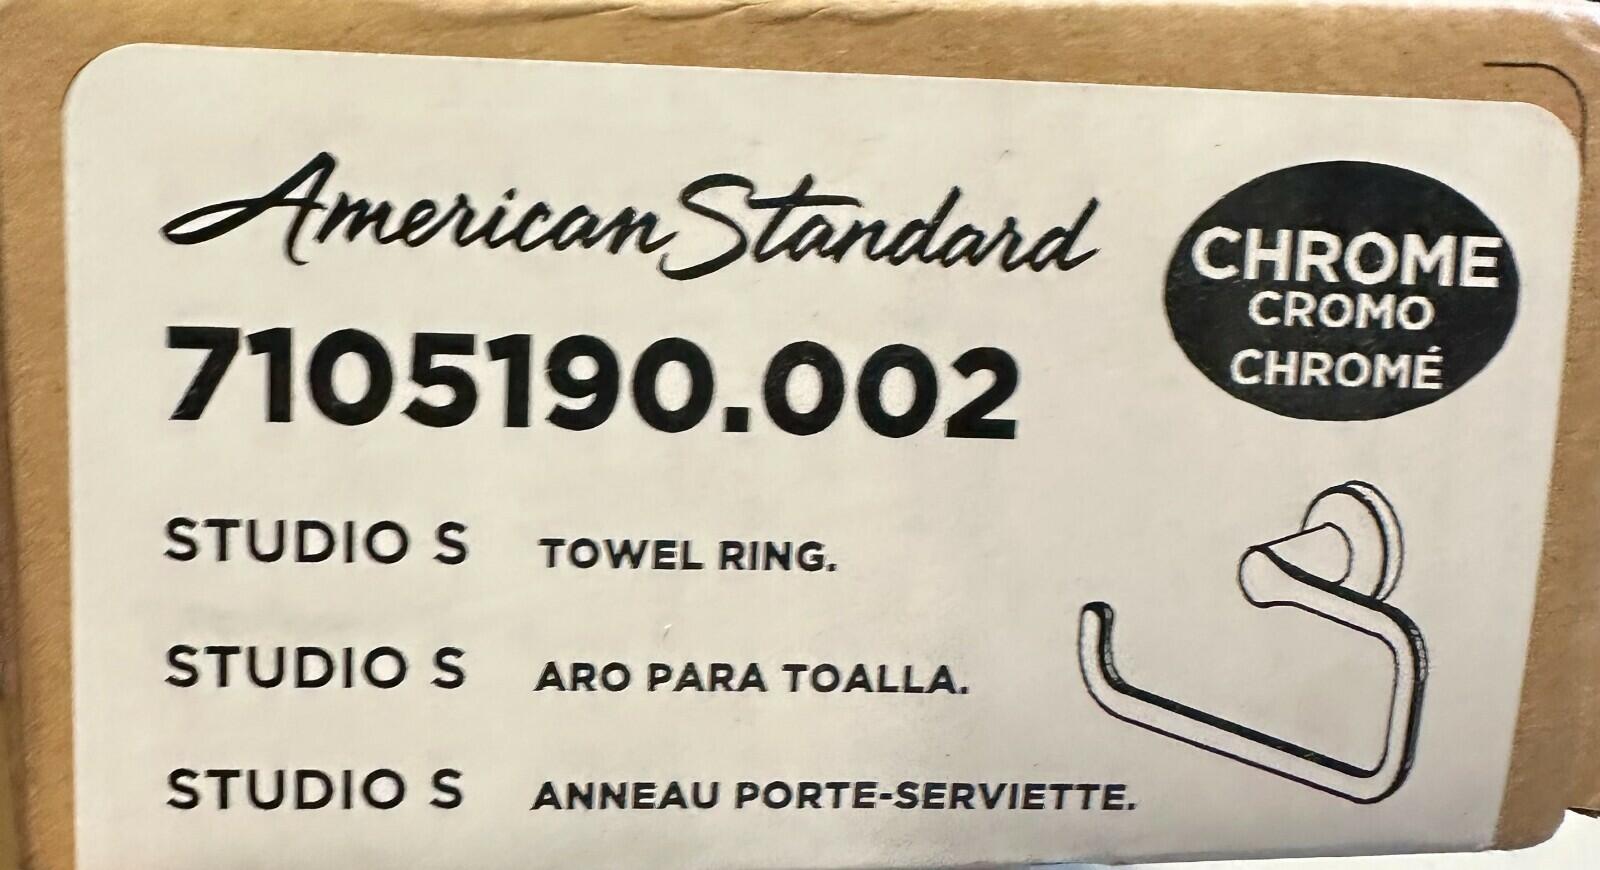 American Standard
CHROME
CROMO
CHROMÉ
7105190.002
STUDIO S TOWEL RING.
STUDIO S ARO PARA TOALLA.
STUDIO S ANNEAU PORTE-SERVIETTE.